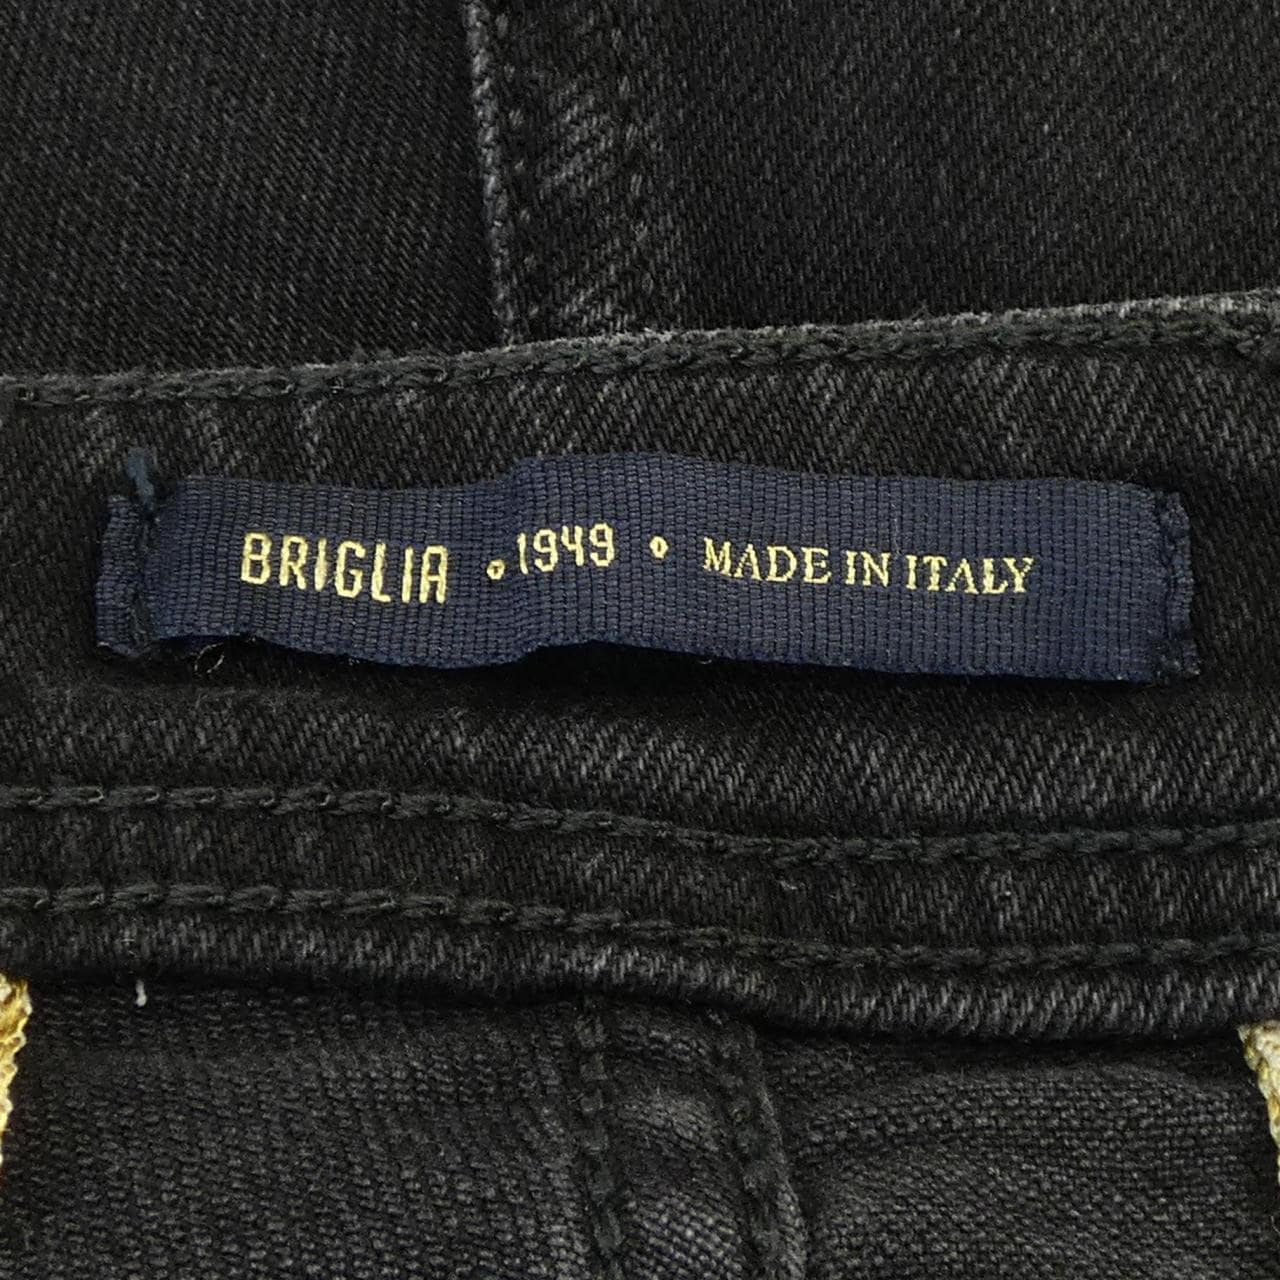 BRIGLIA • 1949 • MADE IN ITALY